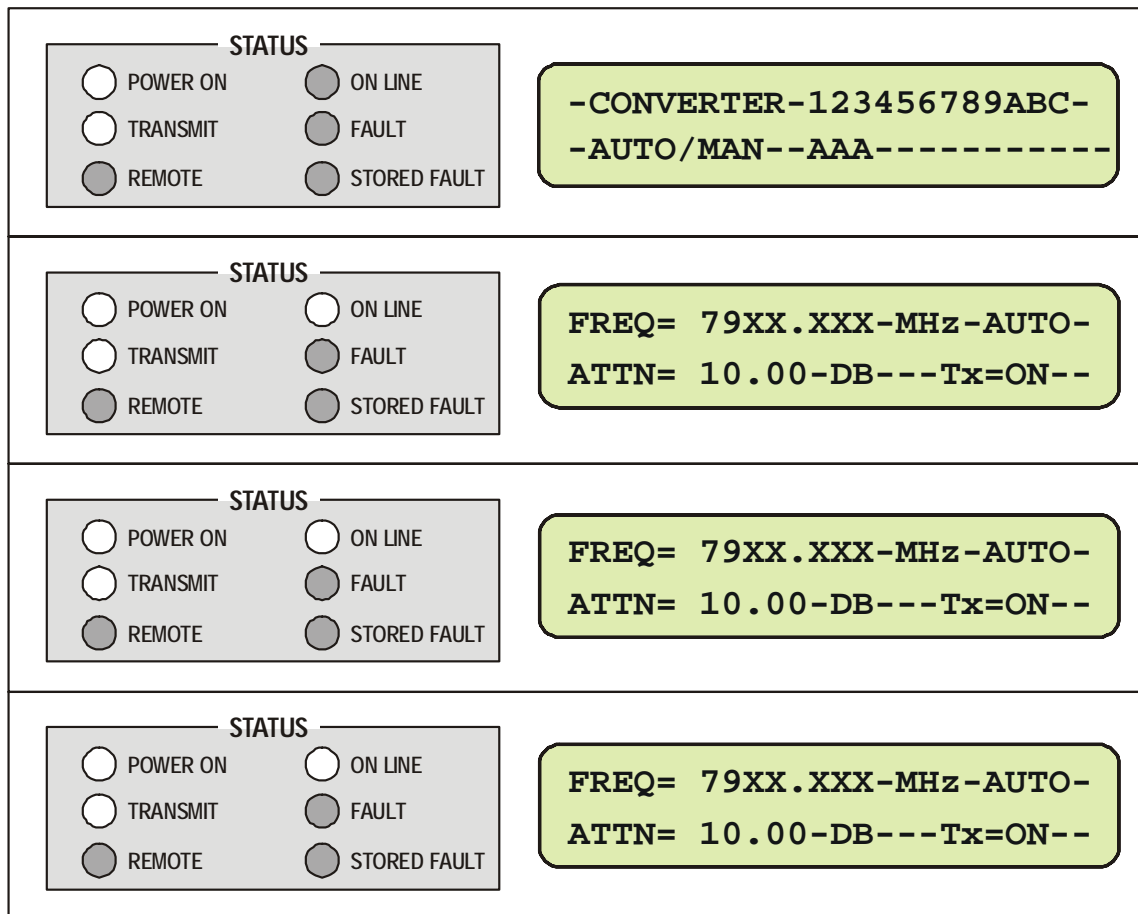 STATUS
POWER ON ON LINE
TRANSMIT FAULT
REMOTE STORED FAULT
-CONVERTER-123456789ABC-
-AUTO/MAN--AAA-----------
STATUS
POWER ON ON LINE
TRANSMIT FAULT
REMOTE STORED FAULT
FREQ= 79XX.XXX-MHz-AUTO-
ATTN= 10.00-DB---Tx=ON--
STATUS
POWER ON ON LINE
TRANSMIT FAULT
REMOTE STORED FAULT
FREQ= 79XX.XXX-MHz-AUTO-
ATTN= 10.00-DB---Tx=ON--
STATUS
POWER ON ON LINE
TRANSMIT FAULT
REMOTE STORED FAULT
FREQ= 79XX.XXX-MHz-AUTO-
ATTN= 10.00-DB---Tx=ON--